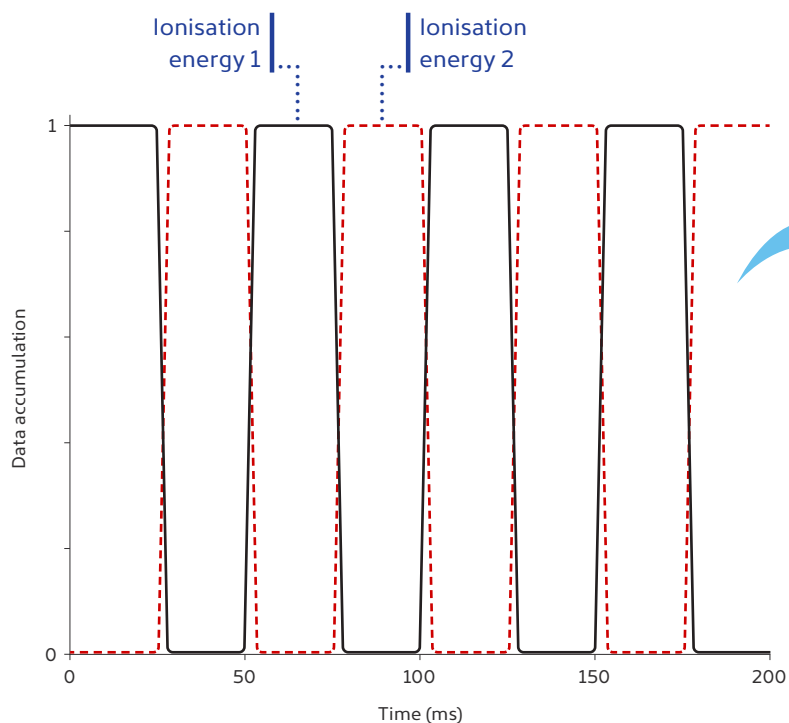 Ionisation
energy 1
Ionisation
energy 2
1
Data accumulation
0
0
50
100
150
200
Time (ms)